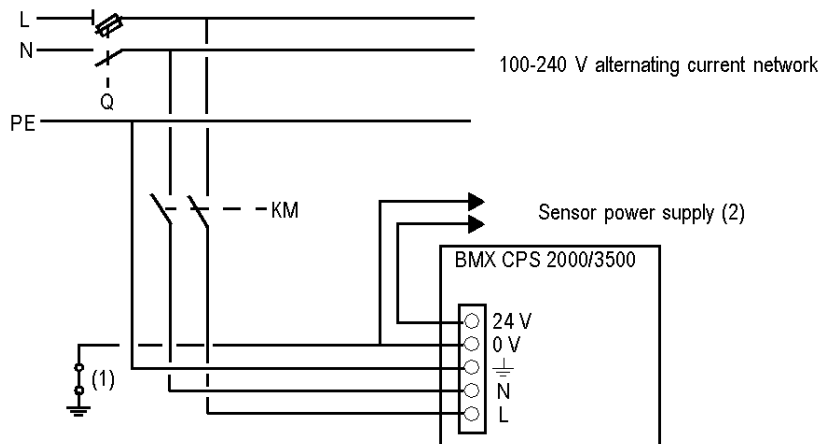 L
N
100-240 V alternating current network
Q
PE
KM
Sensor power supply (2)
BMX CPS 2000/3500
24 V
0 V
(1)
N
L